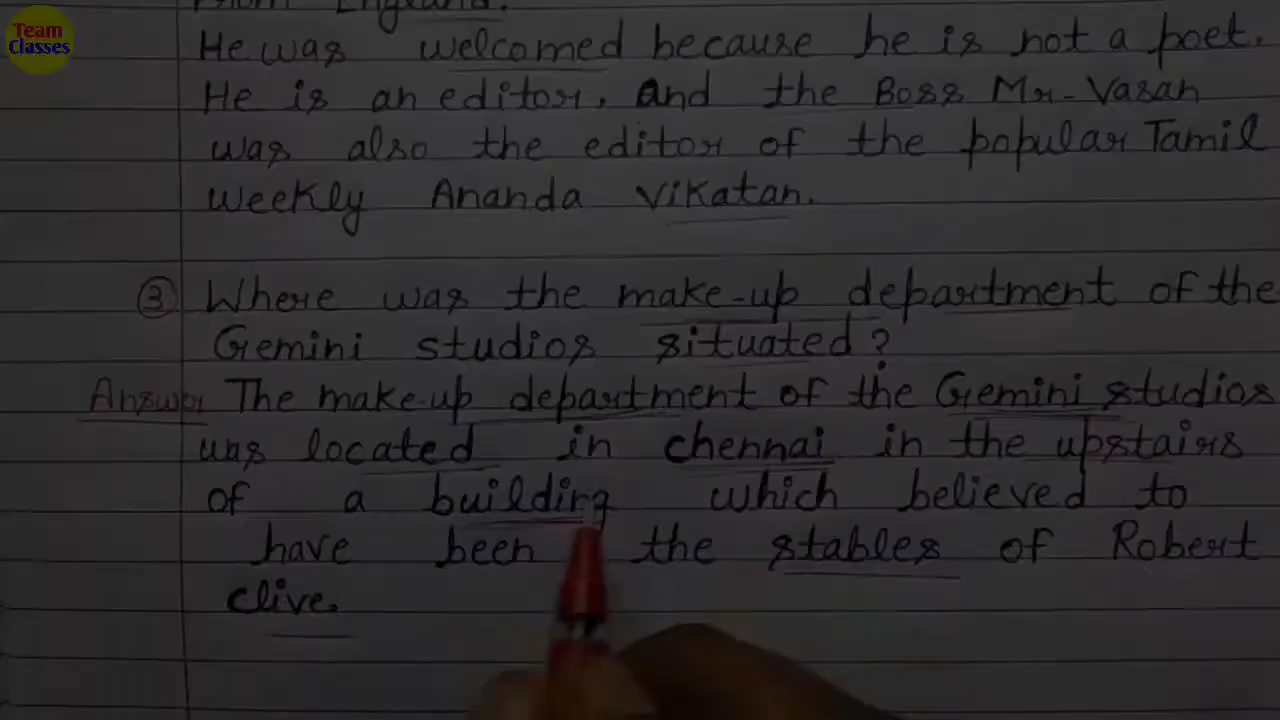 Team
Classes
From England.
He was welcomed because he is not a poet.
He is an editor, and the Boss Mr. Vasan
was also the editor of the popular Tamil
Weekly Ananda Vikatan.
3 Where was the make-up department of the
Gemini studios situated?
Answer The make-up department of the Gemini studios
was located in chennai in the upstairs
of a building which believed to
have been the stables of Robert
clive.